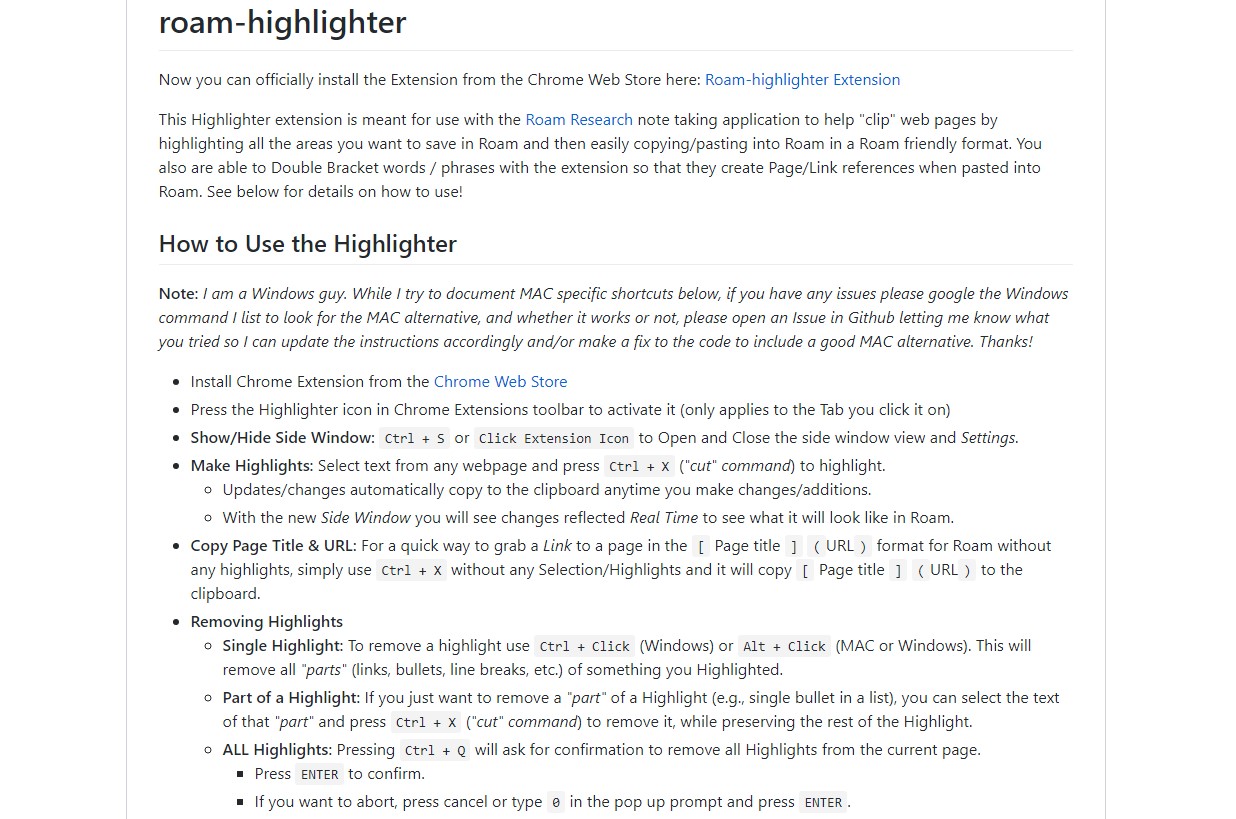 roam-highlighter
Now you can officially install the Extension from the Chrome Web Store here: Roam-highlighter Extension
This Highlighter extension is meant for use with the Roam Research note taking application to help "clip" web pages by
highlighting all the areas you want to save in Roam and then easily copying/pasting into Roam in a Roam friendly format. You
also are able to Double Bracket words / phrases with the extension so that they create Page/Link references when pasted into
Roam. See below for details on how to use!
How to Use the Highlighter
Note: I am a Windows guy. While I try to document MAC specific shortcuts below, if you have any issues please google the Windows
command I list to look for the MAC alternative, and whether it works or not, please open an Issue in Github letting me know what
you tried so I can update the instructions accordingly and/or make a fix to the code to include a good MAC alternative. Thanks!
• Install Chrome Extension from the Chrome Web Store
• Press the Highlighter icon in Chrome Extensions toolbar to activate it (only applies to the Tab you click it on)
• Show/Hide Side Window: Ctrl + S or Click Extension Icon to Open and Close the side window view and Settings.
• Make Highlights: Select text from any webpage and press Ctrl + X ("cut" command) to highlight.
◦ Updates/changes automatically copy to the clipboard anytime you make changes/additions.
◦ With the new Side Window you will see changes reflected Real Time to see what it will look like in Roam.
• Copy Page Title & URL: For a quick way to grab a Link to a page in the [ Page title ] ( URL ) format for Roam without
any highlights, simply use Ctrl + X without any Selection/Highlights and it will copy [ Page title ] ( URL ) to the
clipboard.
• Removing Highlights
◦ Single Highlight: To remove a highlight use Ctrl + Click (Windows) or Alt + Click (MAC or Windows). This will
remove all "parts" (links, bullets, line breaks, etc.) of something you Highlighted.
◦ Part of a Highlight: If you just want to remove a "part" of a Highlight (e.g., single bullet in a list), you can select the text
of that "part" and press Ctrl + X ("cut" command) to remove it, while preserving the rest of the Highlight.
◦ ALL Highlights: Pressing Ctrl + Q will ask for confirmation to remove all Highlights from the current page.
▪ Press ENTER to confirm.
▪ If you want to abort, press cancel or type 0 in the pop up prompt and press ENTER .